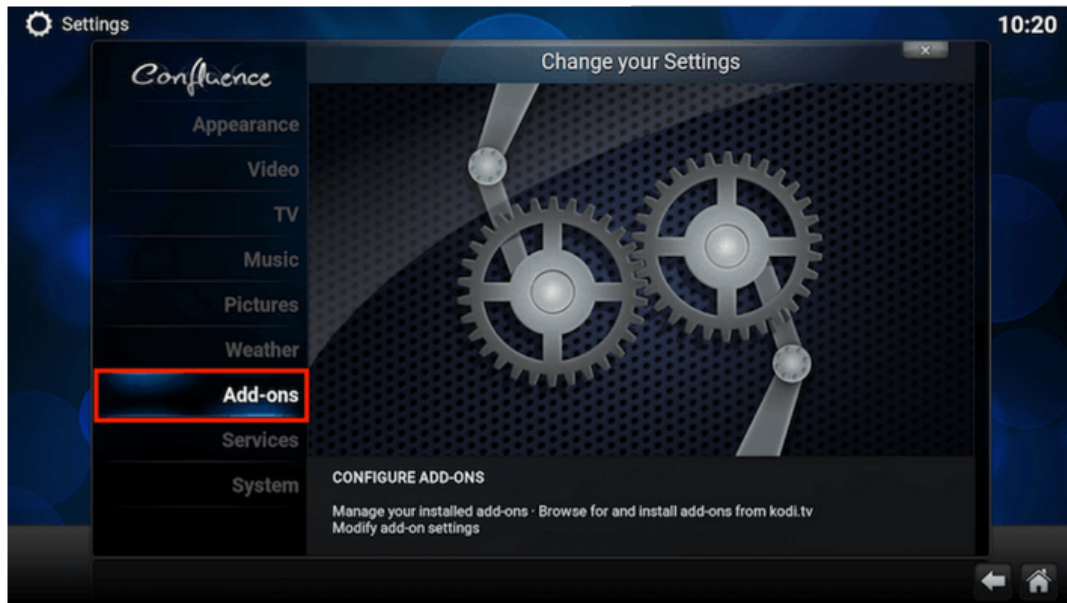 Settings
10:20
Confluence
Change your Settings
Appearance
Video
TV
Music
Pictures
Weather
Add-ons
Services
System
CONFIGURE ADD-ONS
Manage your installed add-ons · Browse for and install add-ons from kodi.tv
Modify add-on settings